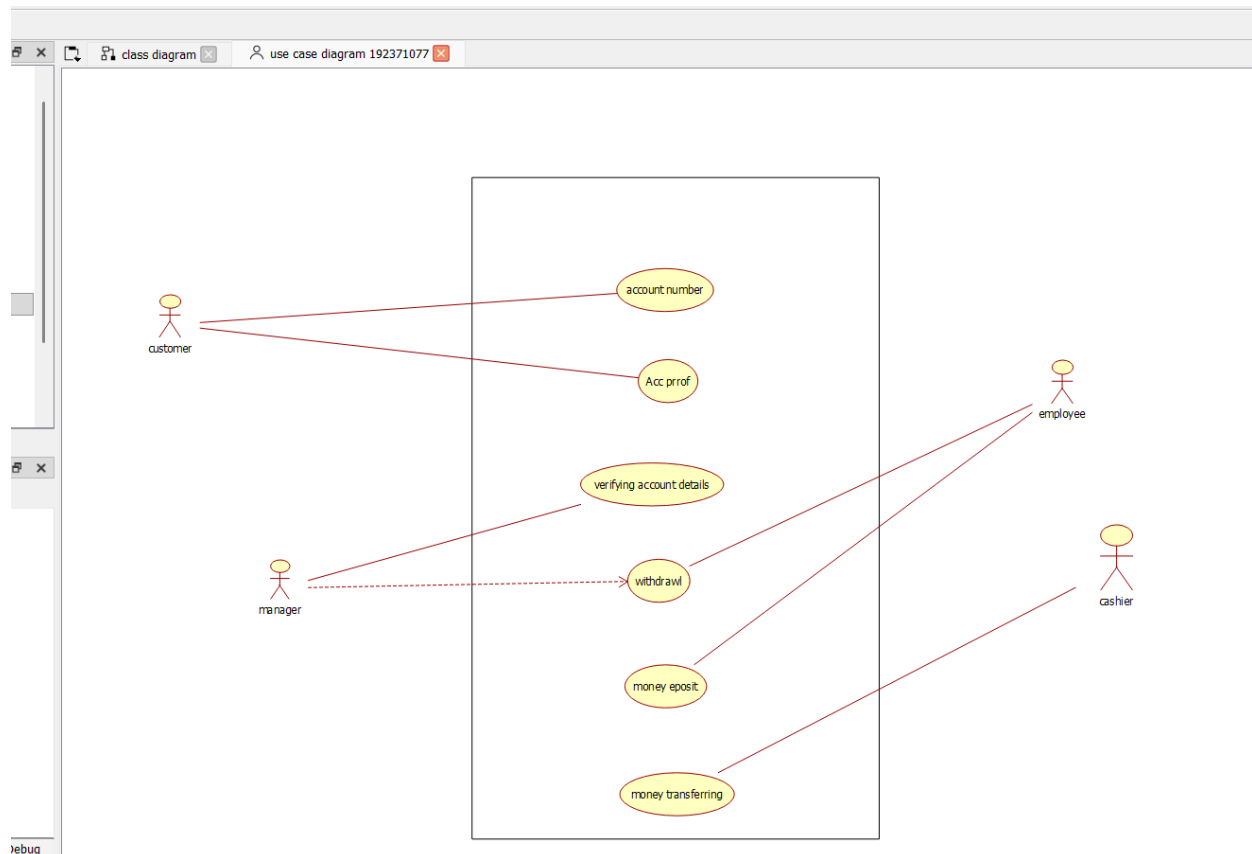 class diagram
use case diagram 192371077
account number
customer
Acc prrof
employee
verifying account details
withdrawl
manager
cashier
money eposit
money transferring